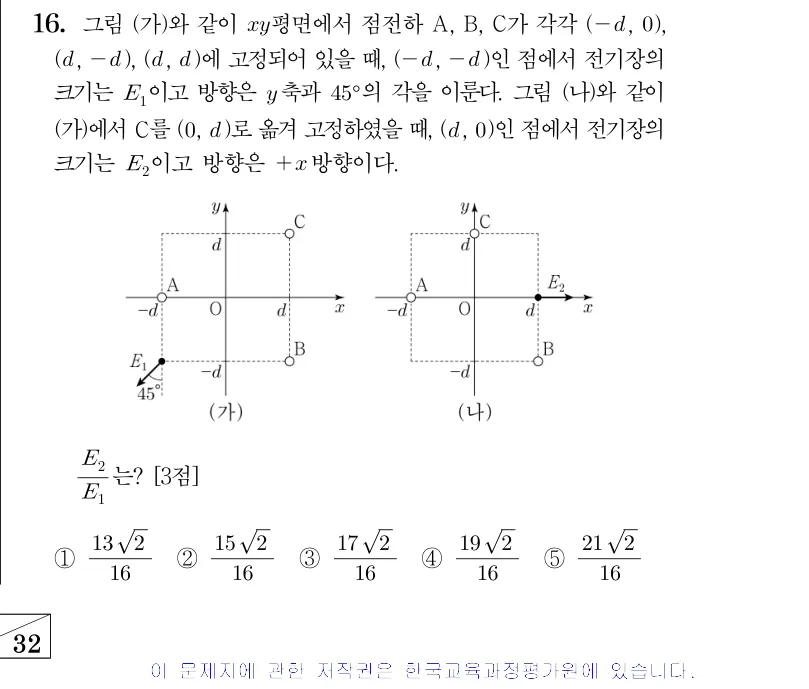 16. 그림 (가)와 같이 xy평면에서 점전하 A, B, C가 각각 (−d, 0),
(d, −d), (d, d)에 고정되어 있을 때, (−d, −d)인 점에서 전기장의
크기는 E₁이고 방향은 y축과 45°의 각을 이룬다. 그림 (나)와 같이
(가)에서 C를 (0, d)로 옮겨 고정하였을 때, (d, 0)인 점에서 전기장의
크기는 E₂이고 방향은 +x방향이다.
y
C
d
A
−d O d x
E₁ −d B
45°
(가)
y
C
d
A E₂
−d O d x
−d B
(나)
E₂/E₁ 는? [3점]
① 13√2/16 ② 15√2/16 ③ 17√2/16 ④ 19√2/16 ⑤ 21√2/16
32
이 문제지에 관한 저작권은 한국교육과정평가원에 있습니다.